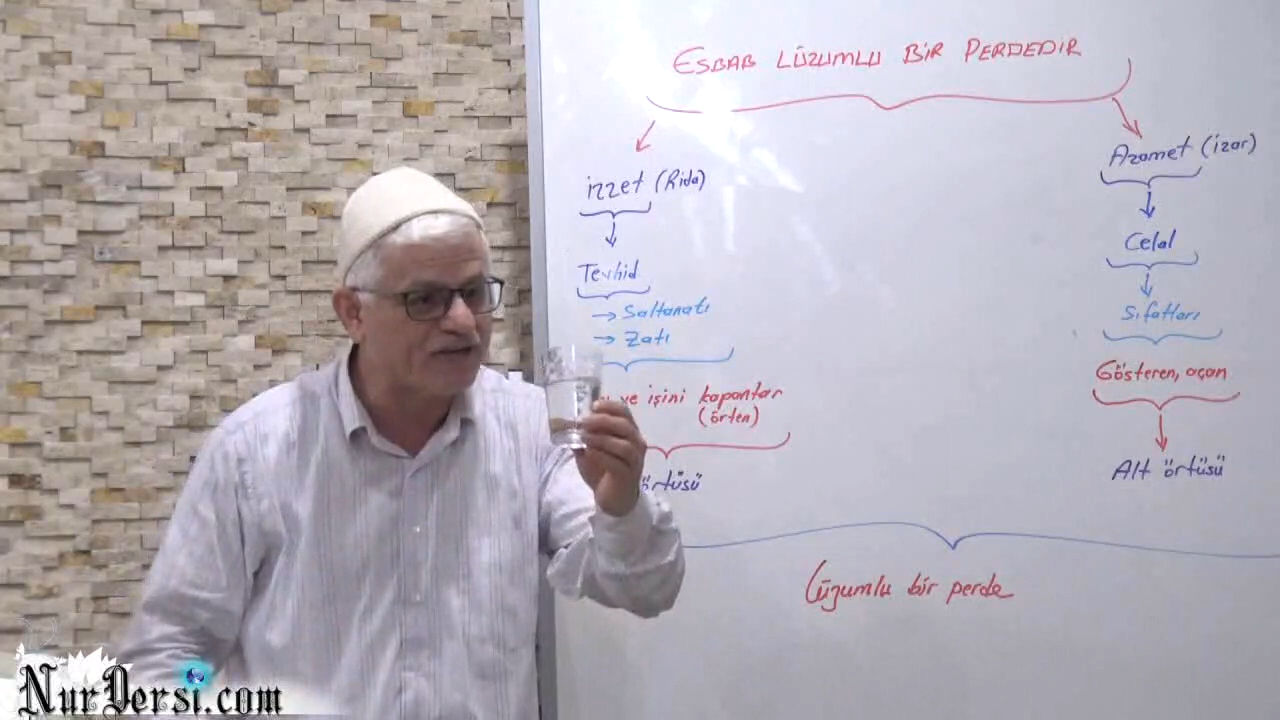 ESBAB LÜZUMLU BİR PERDEDİR
izzet (Rida)
Tevhid
→ Saltanatı
→ Zatı
ve işini kapantar
(örten)
örtüsü
Azamet (izar)
Celal
Sıfatları
Gösteren, açan
Alt örtüsü
Lüzumlu bir perde
NurDersi.com